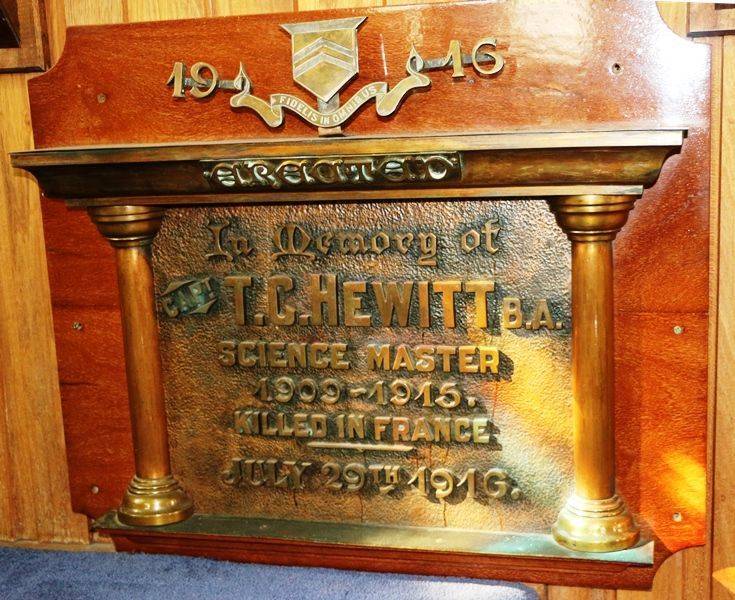 19 16
FIDELIS IN OMNIBUS
ERECTED
In Memory of
CAPT T.C. HEWITT B.A.
SCIENCE MASTER
1909-1915.
KILLED IN FRANCE
JULY 29TH 1916.